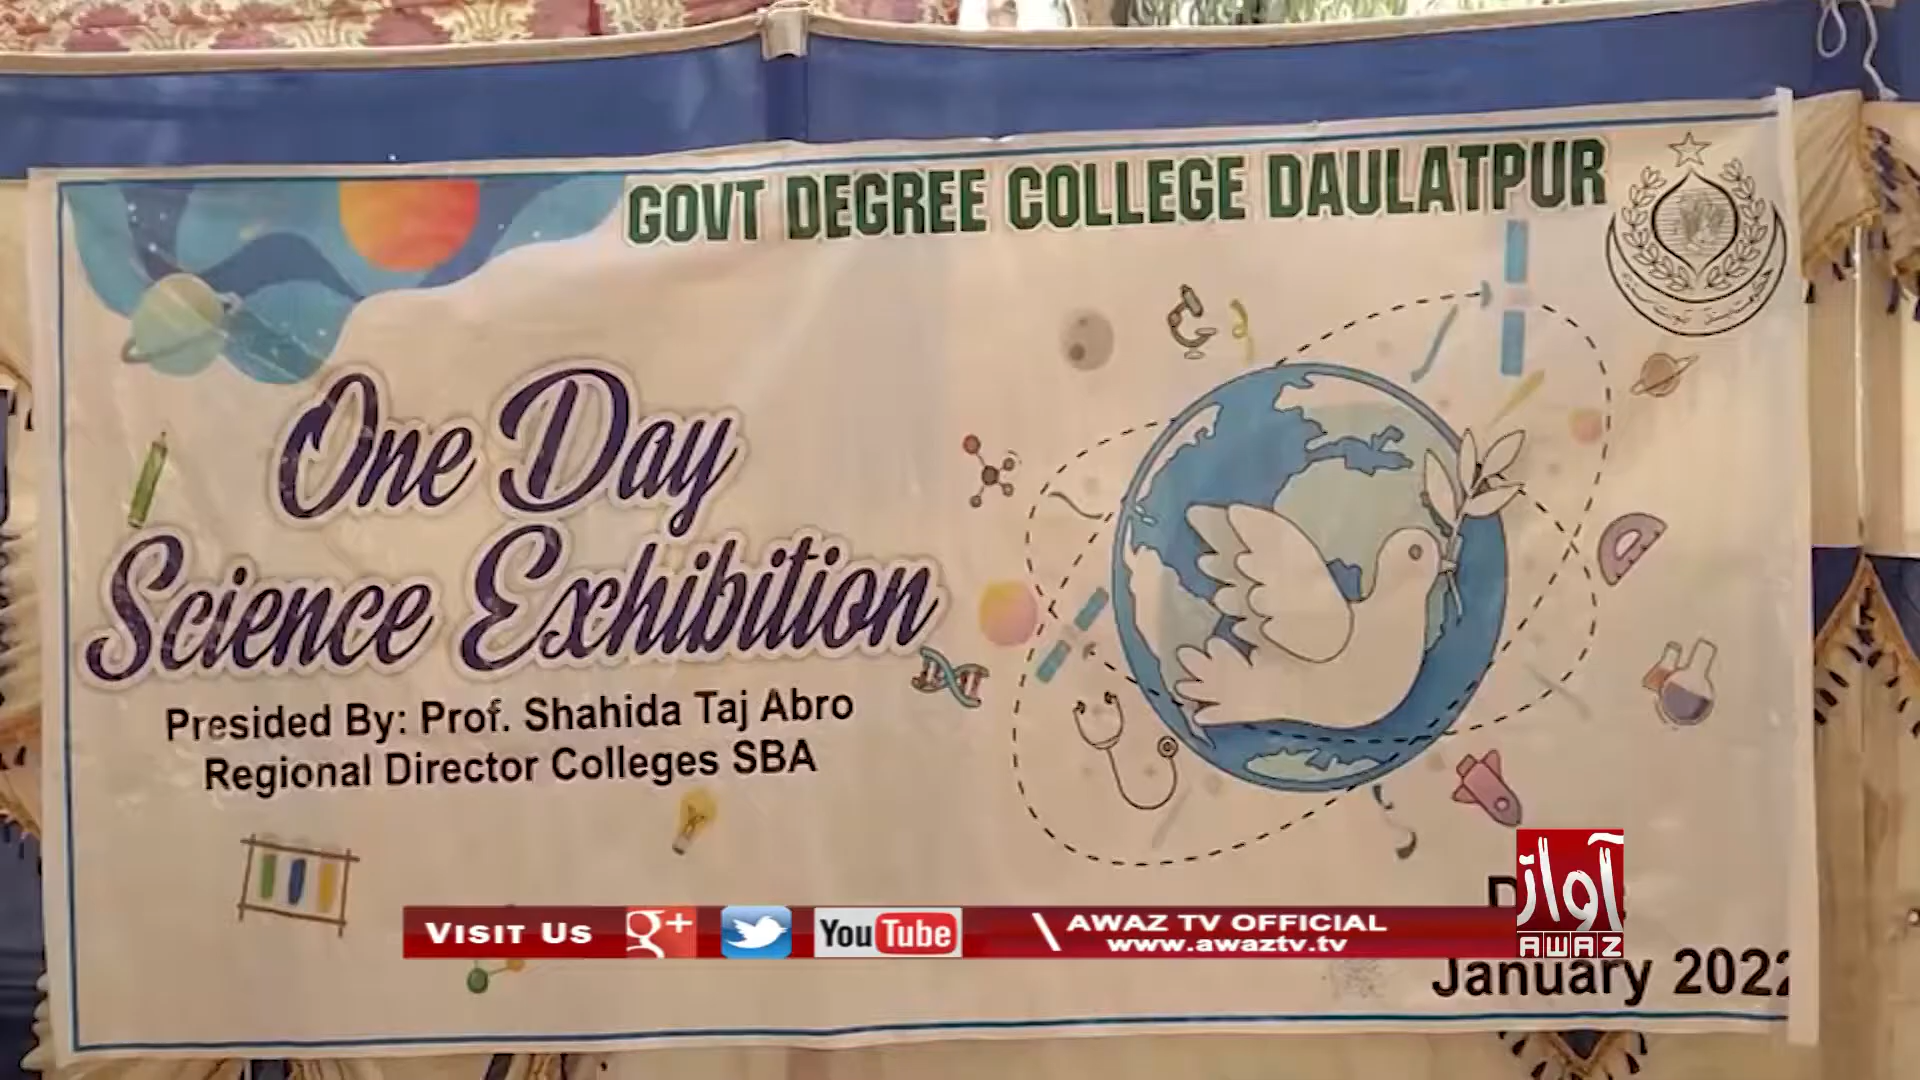 GOVT DEGREE COLLEGE DAULATPUR
One Day
Science Exhibition
Presided By: Prof. Shahida Taj Abro
Regional Director Colleges SBA
January 2022
VISIT US g+ You Tube \ AWAZ TV OFFICIAL
www.awaztv.tv
آواز
AWAZ